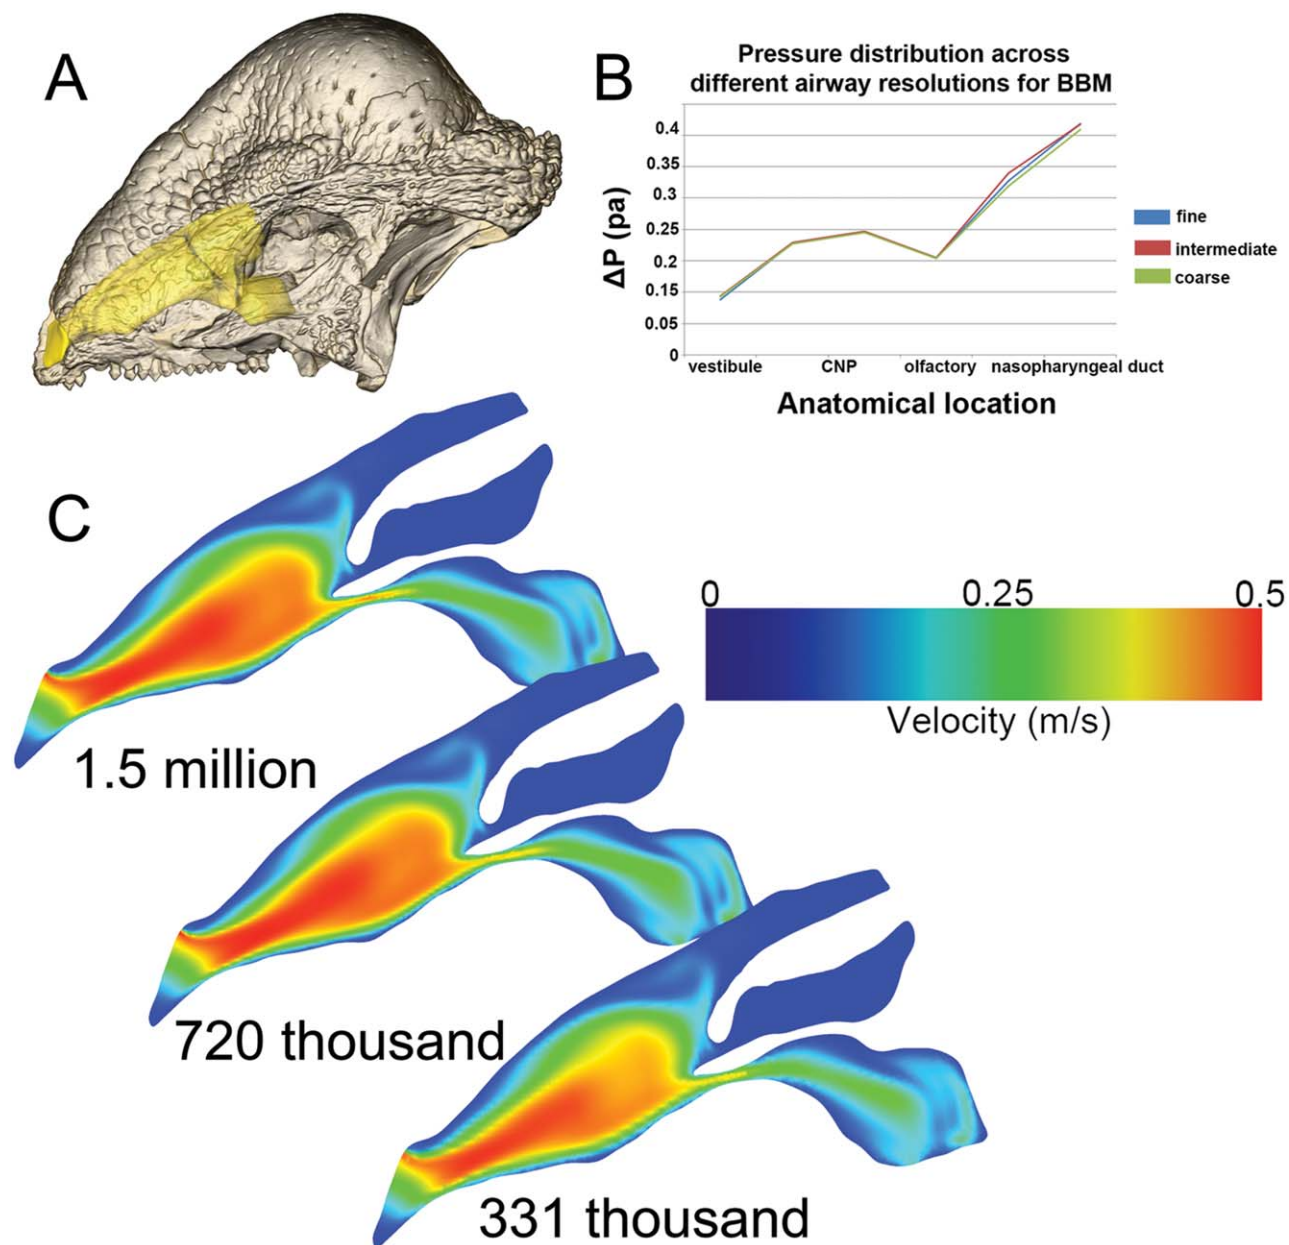 A
B
Pressure distribution across
different airway resolutions for BBM
0.4
0.35
0.3
0.25
0.2
0.15
0.05
0
ΔP (pa)
vestibule CNP olfactory nasopharyngeal duct
Anatomical location
fine
intermediate
coarse
C
0 0.25 0.5
Velocity (m/s)
1.5 million
720 thousand
331 thousand